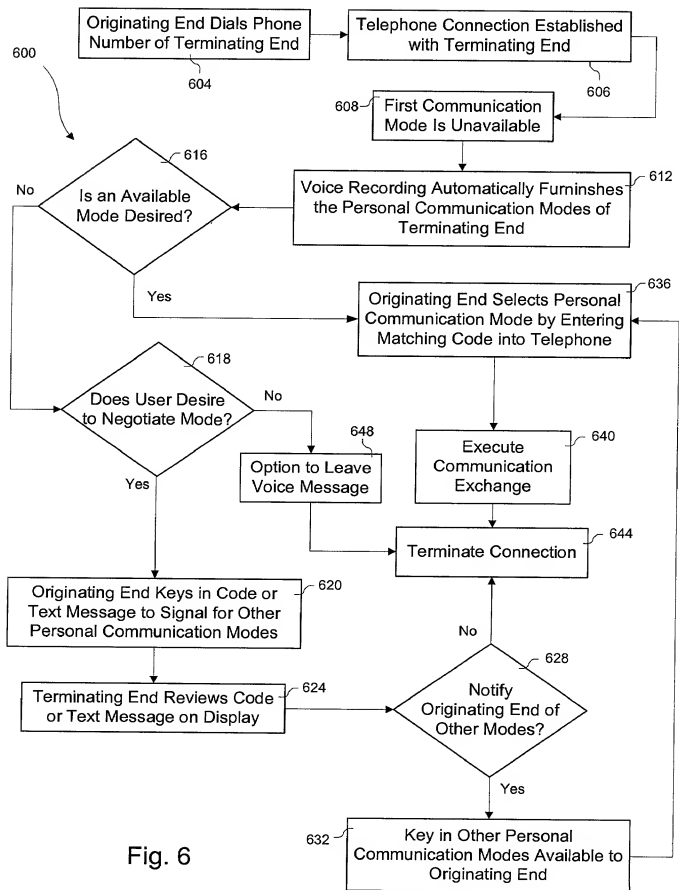 Originating End Dials Phone
Number of Terminating End
604
Telephone Connection Established
with Terminating End
606
600
608
First Communication
Mode Is Unavailable
616
No
Is an Available
Mode Desired?
Yes
Voice Recording Automatically Furninshes
the Personal Communication Modes of
Terminating End
612
636
Originating End Selects Personal
Communication Mode by Entering
Matching Code into Telephone
618
Does User Desire
to Negotiate Mode?
No
Yes
648
Option to Leave
Voice Message
640
Execute
Communication
Exchange
644
Terminate Connection
Originating End Keys in Code or
Text Message to Signal for Other
Personal Communication Modes
620
No
628
Terminating End Reviews Code
or Text Message on Display
624
Notify
Originating End of
Other Modes?
Yes
632
Key in Other Personal
Communication Modes Available to
Originating End
Fig. 6